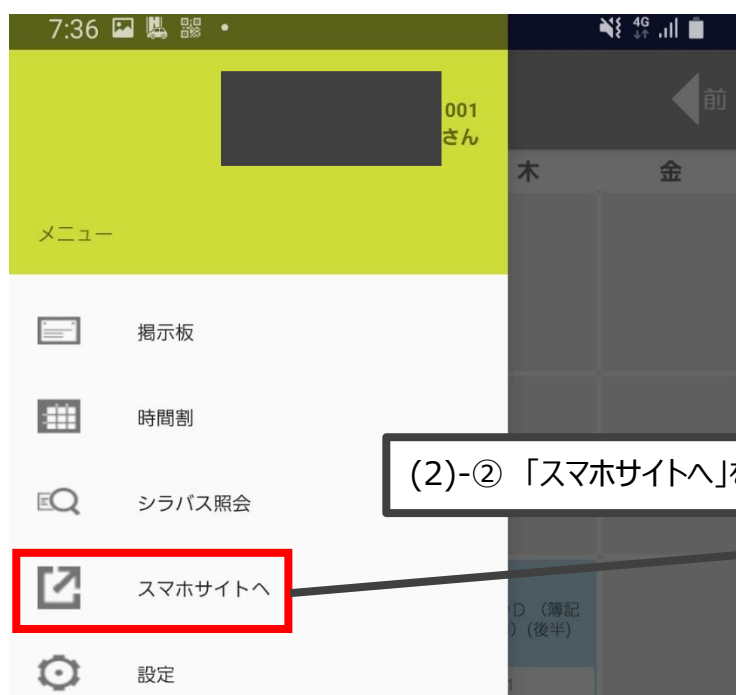 7:36
4G
001
さん
前
木
金
メニュー
掲示板
時間割
シラバス照会
(2)-② 「スマホサイトへ」
スマホサイトへ
D (簿記
) (後半)
設定
1